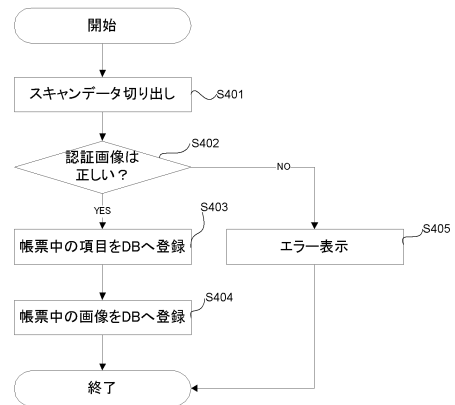 開始
スキャンデータ切り出し
S401
認証画像は
正しい？
S402
NO
YES
帳票中の項目をDBへ登録
S403
エラー表示
S405
帳票中の画像をDBへ登録
S404
終了